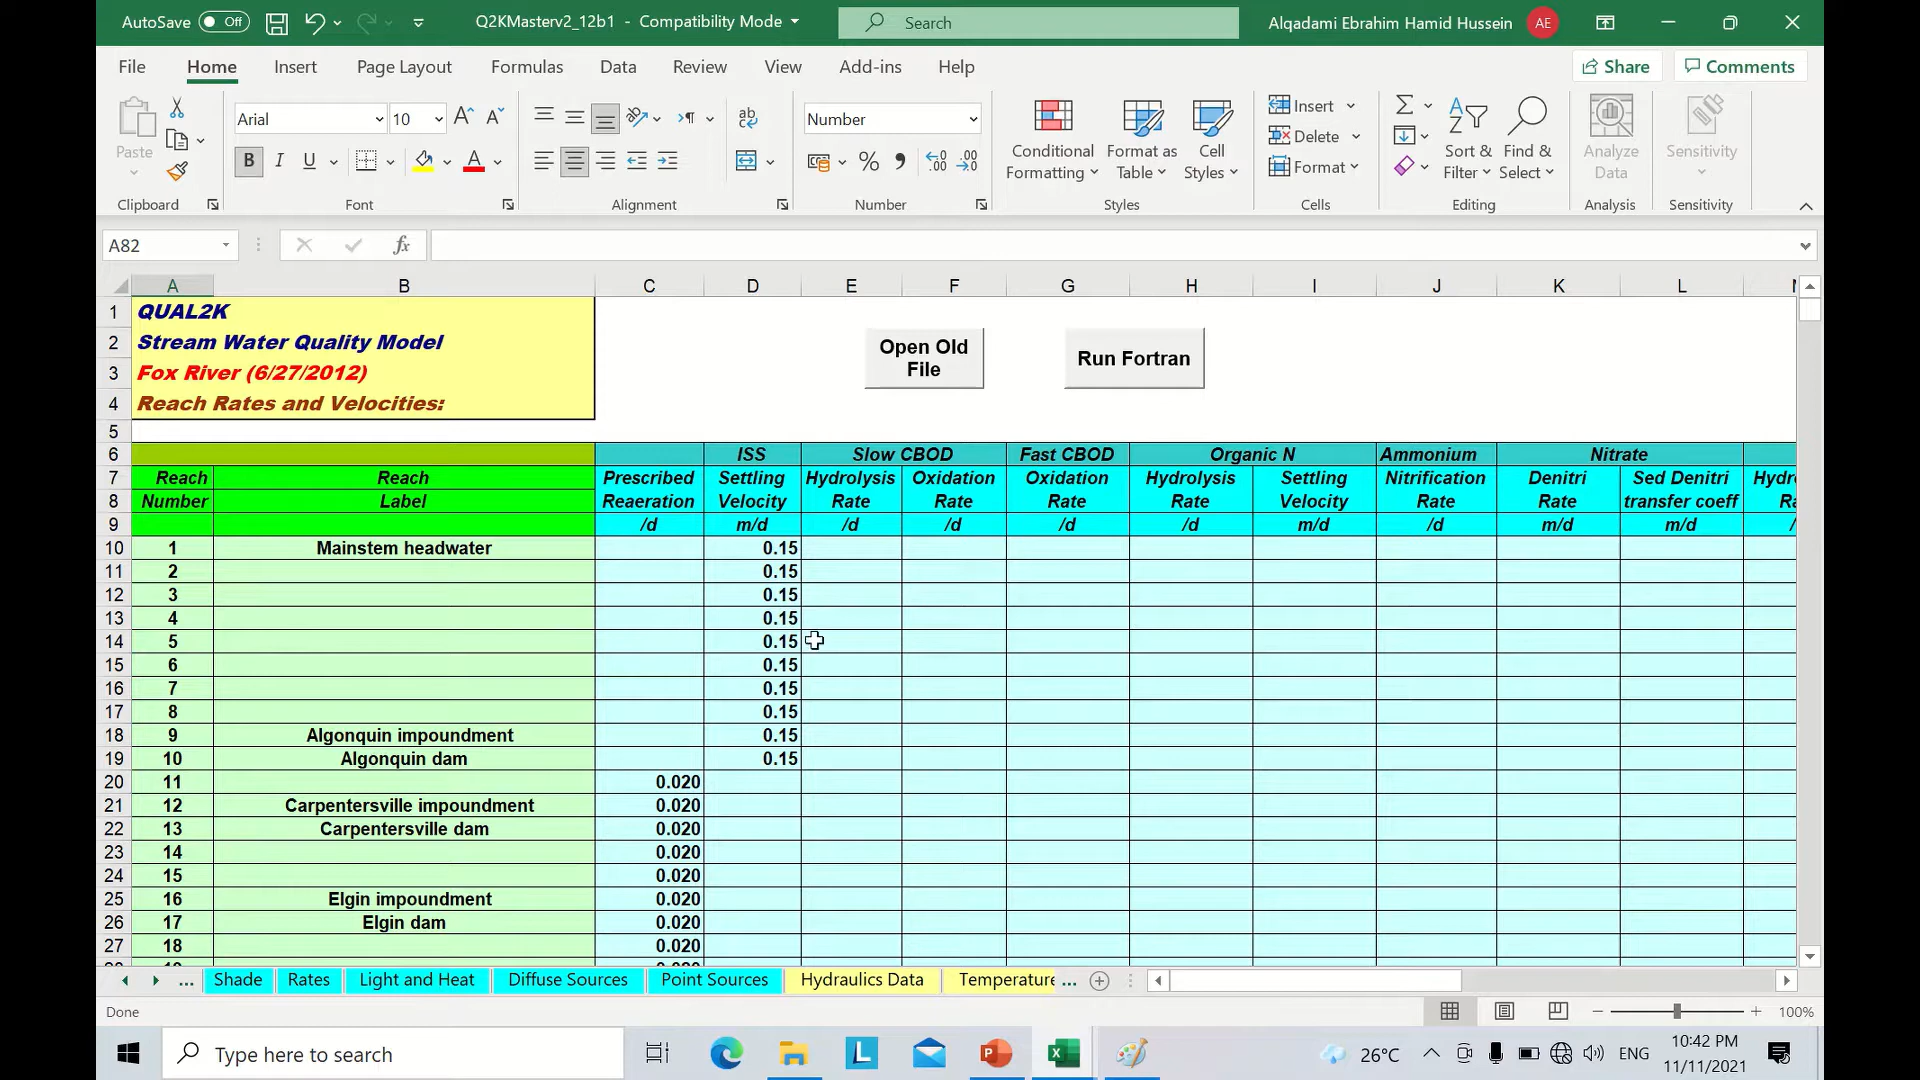 AutoSave Off Q2KMasterv2_12b1 - Compatibility Mode Search Alqadami Ebrahim Hamid Hussein AE
File Home Insert Page Layout Formulas Data Review View Add-ins Help Share Comments
Paste Arial 10 Number Conditional Formatting Format as Table Cell Styles Insert Delete Format Sort & Filter Find & Select Analyze Data Sensitivity
Clipboard Font Alignment Number Styles Cells Editing Analysis Sensitivity
A82 fx
A B C D E F G H I J K L
1 QUAL2K
2 Stream Water Quality Model
3 Fox River (6/27/2012)
4 Reach Rates and Velocities:
Open Old File Run Fortran
5
6 ISS Slow CBOD Fast CBOD Organic N Ammonium Nitrate
7 Reach Reach Prescribed Settling Hydrolysis Oxidation Oxidation Hydrolysis Settling Nitrification Denitri Sed Denitri
8 Number Label Reaeration Velocity Rate Rate Rate Rate Velocity Rate Rate transfer coeff
9 /d m/d /d /d /d /d m/d /d m/d m/d
10 1 Mainstem headwater 0.15
11 2 0.15
12 3 0.15
13 4 0.15
14 5 0.15
15 6 0.15
16 7 0.15
17 8 0.15
18 9 Algonquin impoundment 0.15
19 10 Algonquin dam 0.15
20 11 0.020
21 12 Carpentersville impoundment 0.020
22 13 Carpentersville dam 0.020
23 14 0.020
24 15 0.020
25 16 Elgin impoundment 0.020
26 17 Elgin dam 0.020
27 18 0.020
... Shade Rates Light and Heat Diffuse Sources Point Sources Hydraulics Data Temperature ...
Done 100%
Type here to search 26°C ENG 10:42 PM
11/11/2021